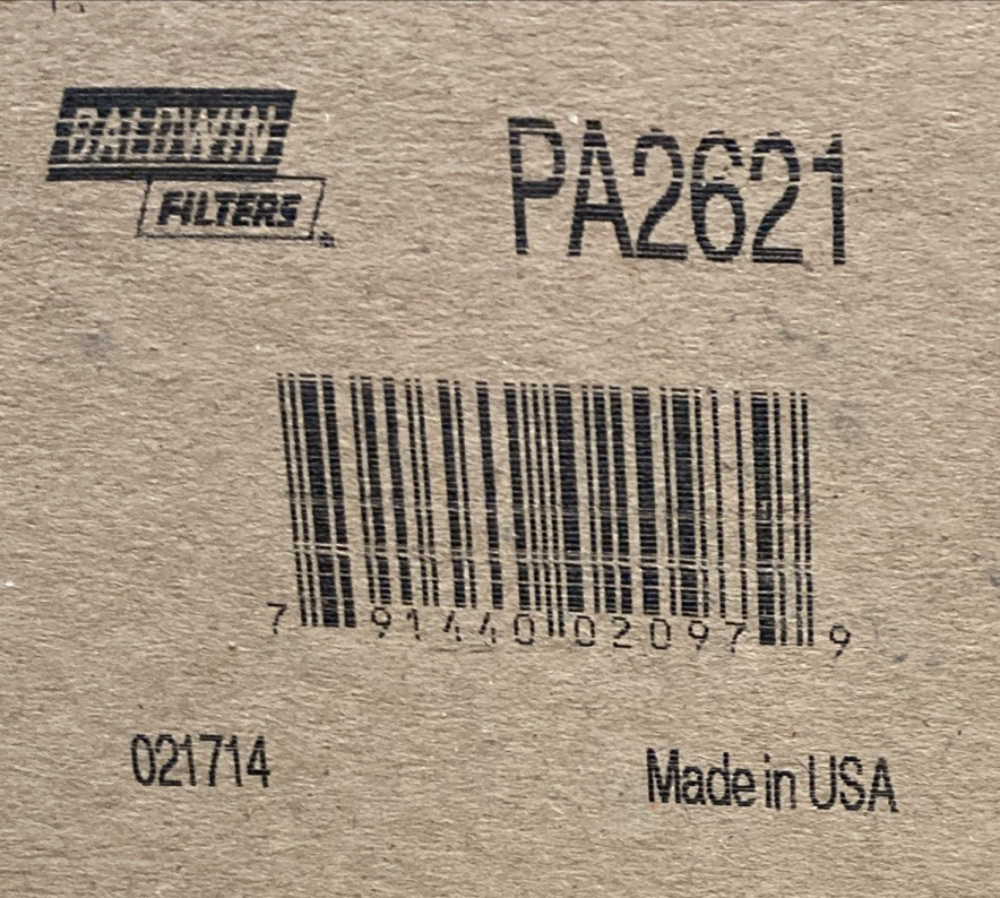 BALDWIN
FILTERS®
PA2621
7 91440 02097 9
021714
Made in USA